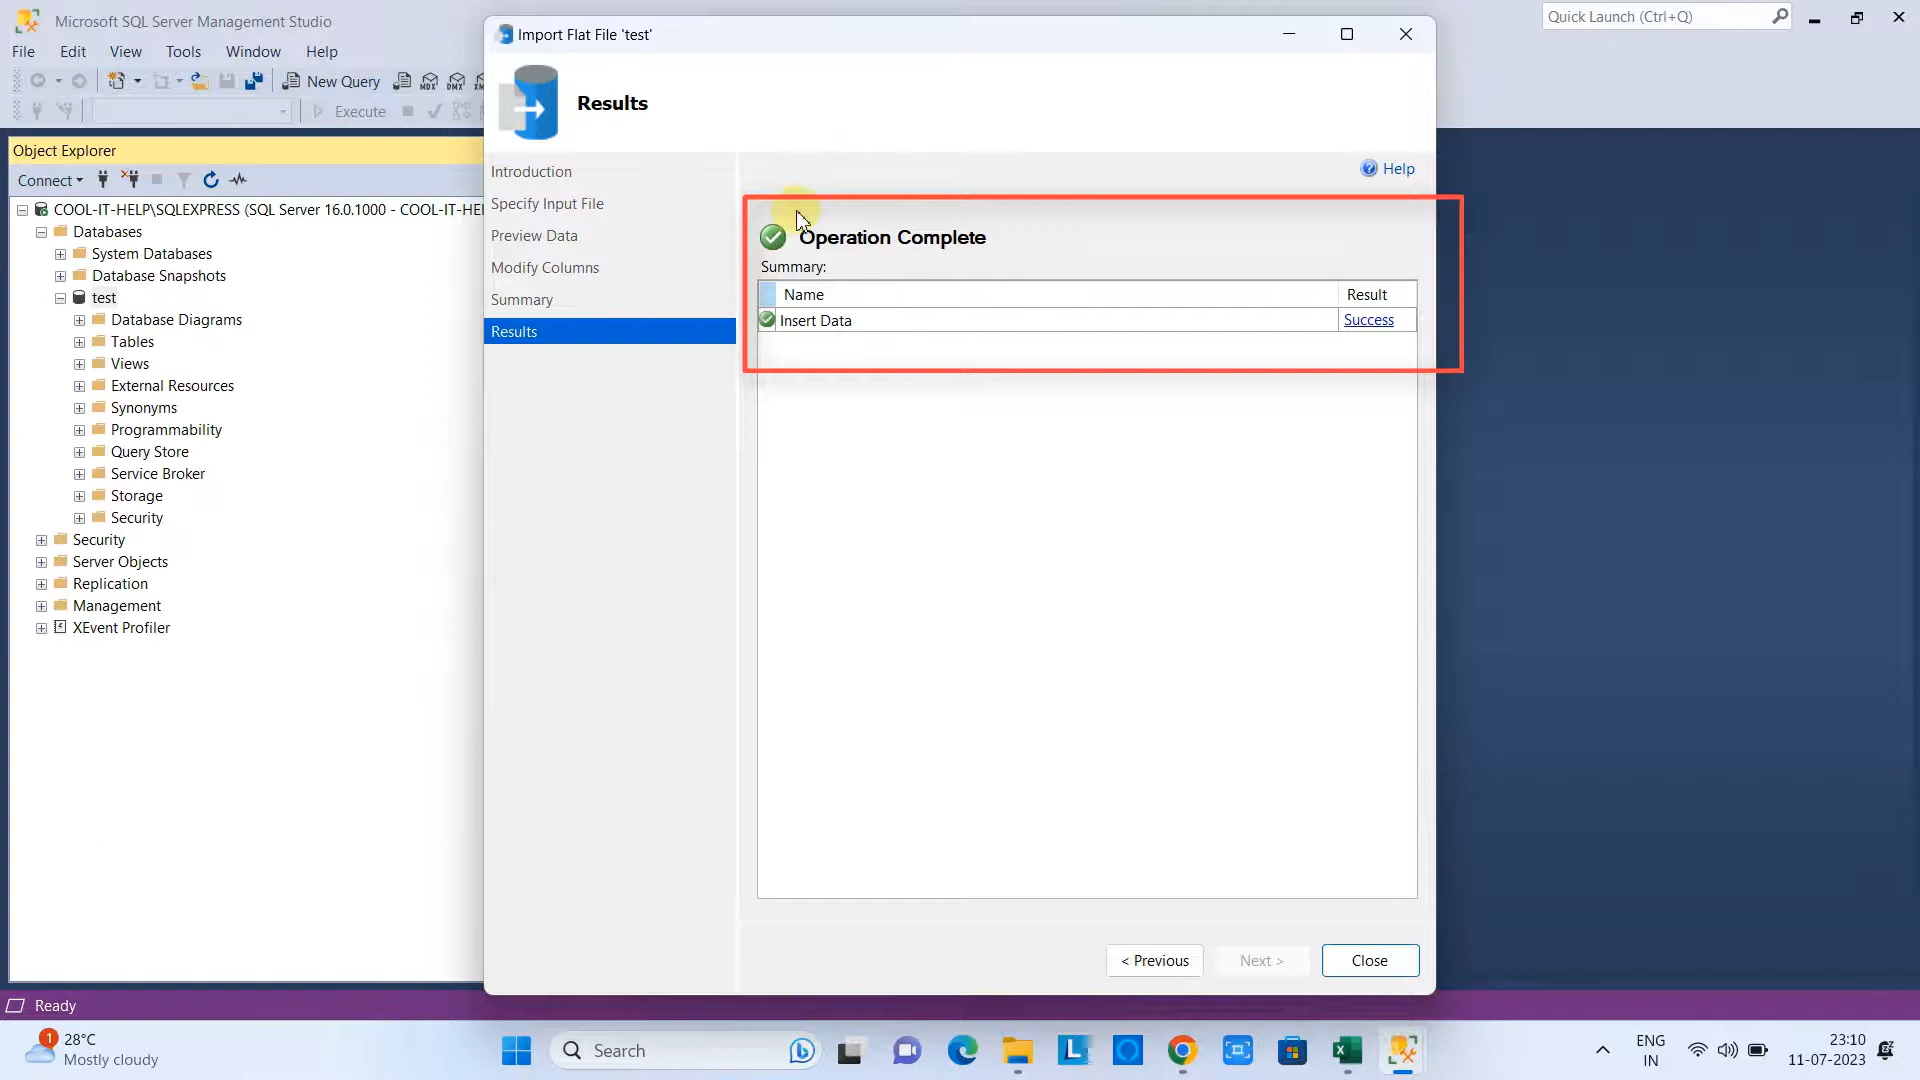 Microsoft SQL Server Management Studio
Quick Launch (Ctrl+Q)
File Edit View Tools Window Help
New Query
MDX DMX XM
Execute
Object Explorer
Connect
COOL-IT-HELP\SQLEXPRESS (SQL Server 16.0.1000 - COOL-IT-HEL
Databases
System Databases
Database Snapshots
test
Database Diagrams
Tables
Views
External Resources
Synonyms
Programmability
Query Store
Service Broker
Storage
Security
Security
Server Objects
Replication
Management
XEvent Profiler
Import Flat File 'test'
Results
Introduction
Specify Input File
Preview Data
Modify Columns
Summary
Results
Help
Operation Complete
Summary:
Name Result
Insert Data Success
< Previous Next > Close
Ready
1 28°C
Mostly cloudy
Search
ENG
IN
23:10
11-07-2023